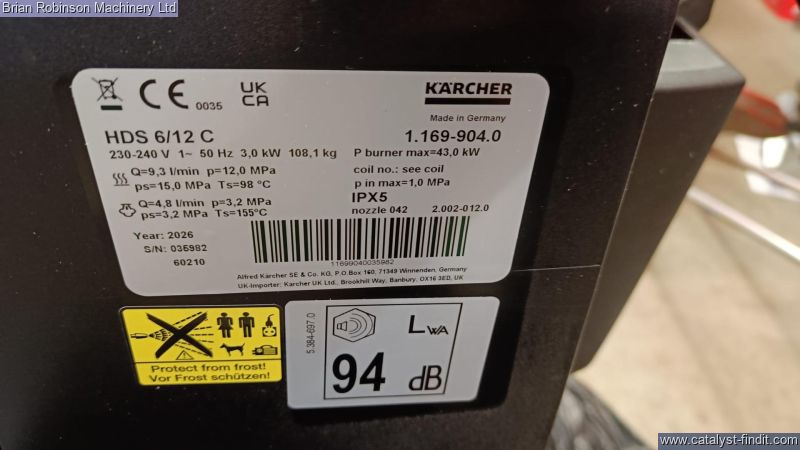 Brian Robinson Machinery Ltd
CE 0035 UK CA
KÄRCHER
Made in Germany
HDS 6/12 C 1.169-904.0
230-240 V 1~ 50 Hz 3,0 kW 108,1 kg P burner max=43,0 kW
Q=9,3 l/min p=12,0 MPa coil no.: see coil
ps=15,0 MPa Ts=98 °C p in max=1,0 MPa
IPX5
Q=4,8 l/min p=3,2 MPa nozzle 042 2.002-012.0
ps=3,2 MPa Ts=155°C
Year: 2026
S/N: 035982
60210
11699040035982
Alfred Kärcher SE & Co. KG, P.O.Box 160, 71349 Winnenden, Germany
UK-Importer: Karcher UK Ltd., Brookhill Way, Banbury, OX16 3ED, UK
Protect from frost!
Vor Frost schützen!
5.384-697.0
LWA
94 dB
www.catalyst-findit.com